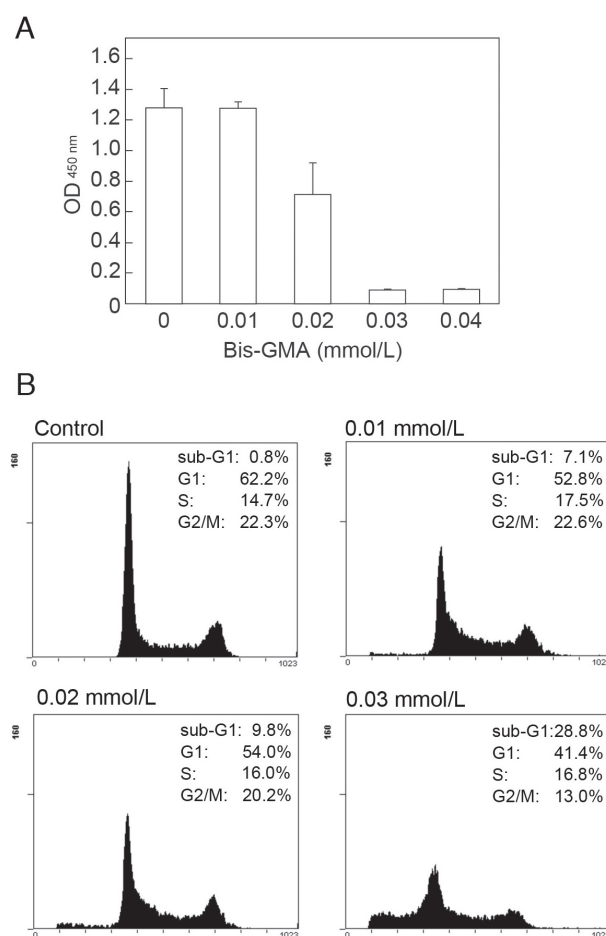 A
1.6
1.4
1.2
1.0
0.8
0.6
0.4
0.2
0
OD 450 nm
0 0.01 0.02 0.03 0.04
Bis-GMA (mmol/L)
B
Control
160
sub-G1: 0.8%
G1: 62.2%
S: 14.7%
G2/M: 22.3%
0 1023
0.01 mmol/L
160
sub-G1: 7.1%
G1: 52.8%
S: 17.5%
G2/M: 22.6%
0 102
0.02 mmol/L
160
sub-G1: 9.8%
G1: 54.0%
S: 16.0%
G2/M: 20.2%
0 1023
0.03 mmol/L
160
sub-G1:28.8%
G1: 41.4%
S: 16.8%
G2/M: 13.0%
0 102